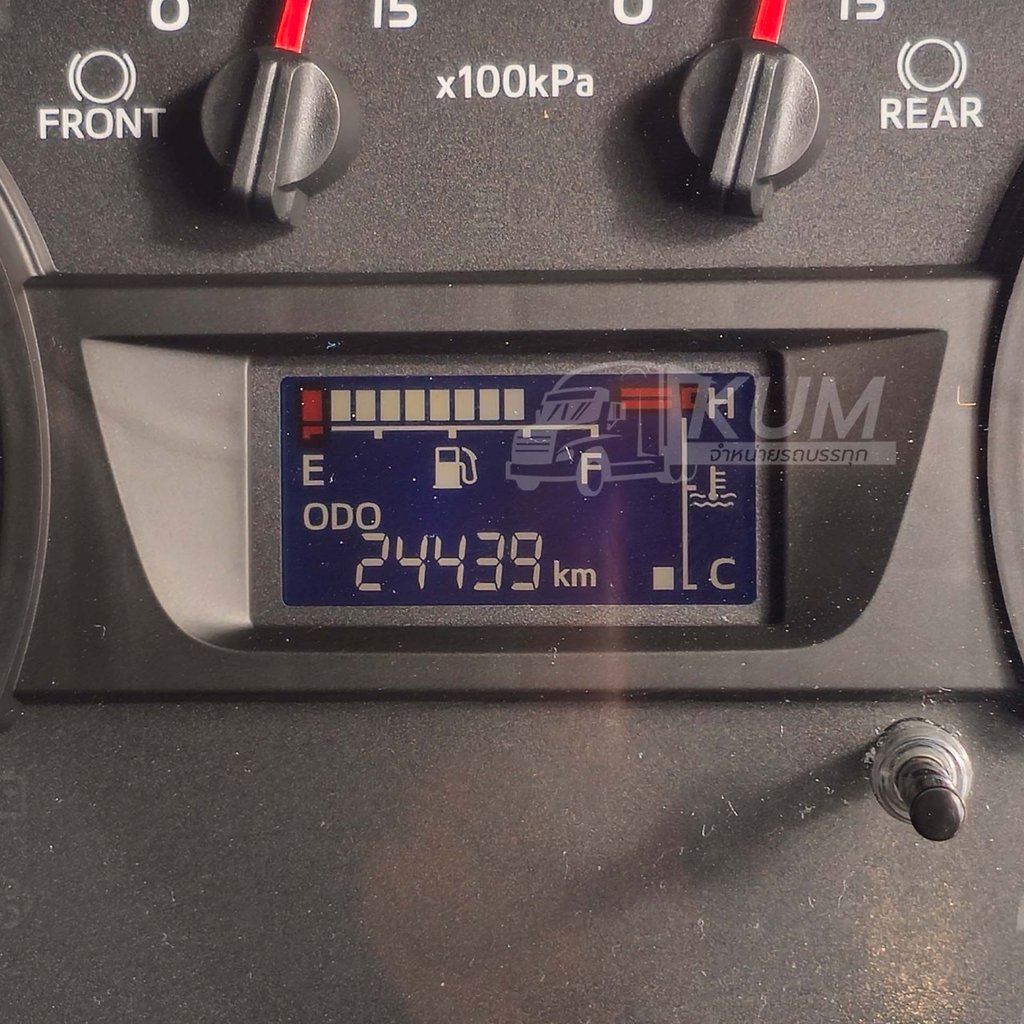 0 15 0 15
FRONT x100kPa REAR
H
KUM
จำหน่ายรถบรรทุก
E F
ODO
24439 km C